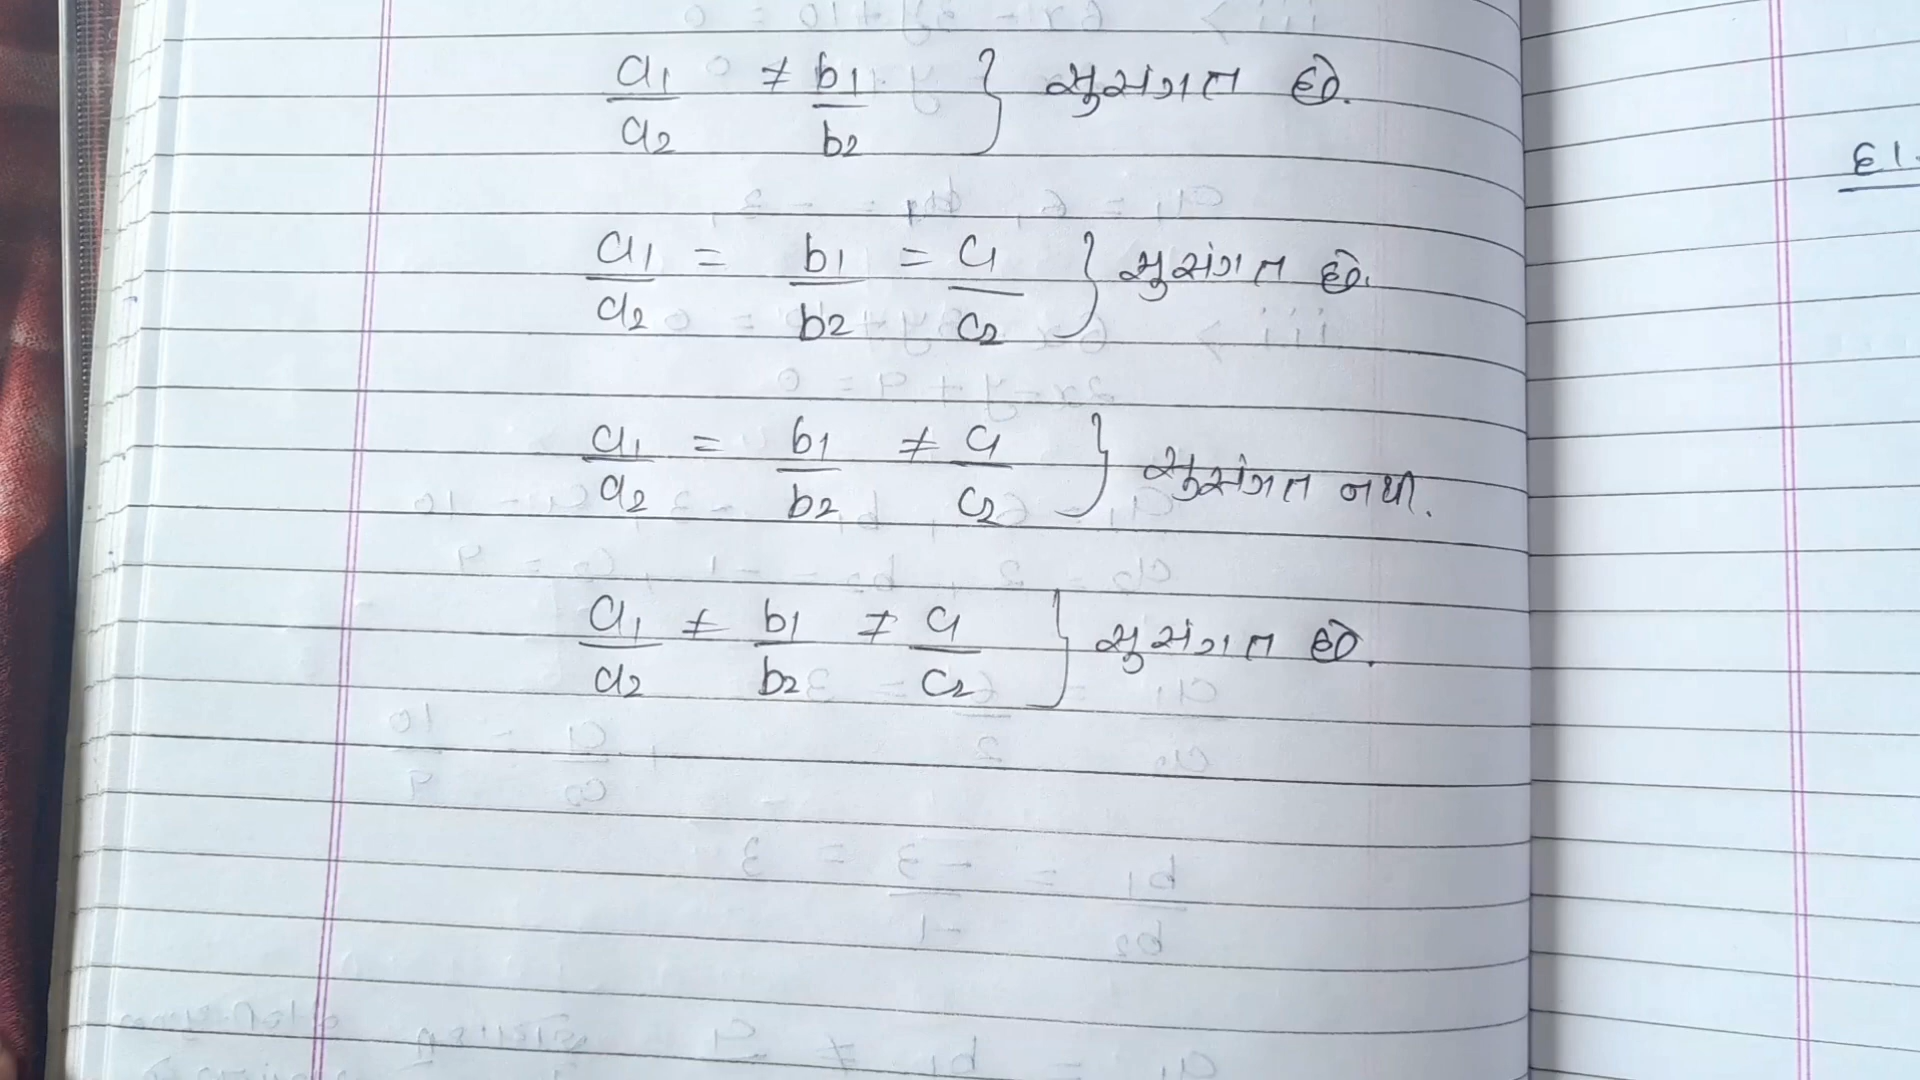 a1/a2 ≠ b1/b2 } સુસંગત છે.
a1/a2 = b1/b2 = c1/c2 } સુસંગત છે.
a1/a2 = b1/b2 ≠ c1/c2 } સુસંગત નથી.
a1/a2 ≠ b1/b2 ≠ c1/c2 } સુસંગત છે.